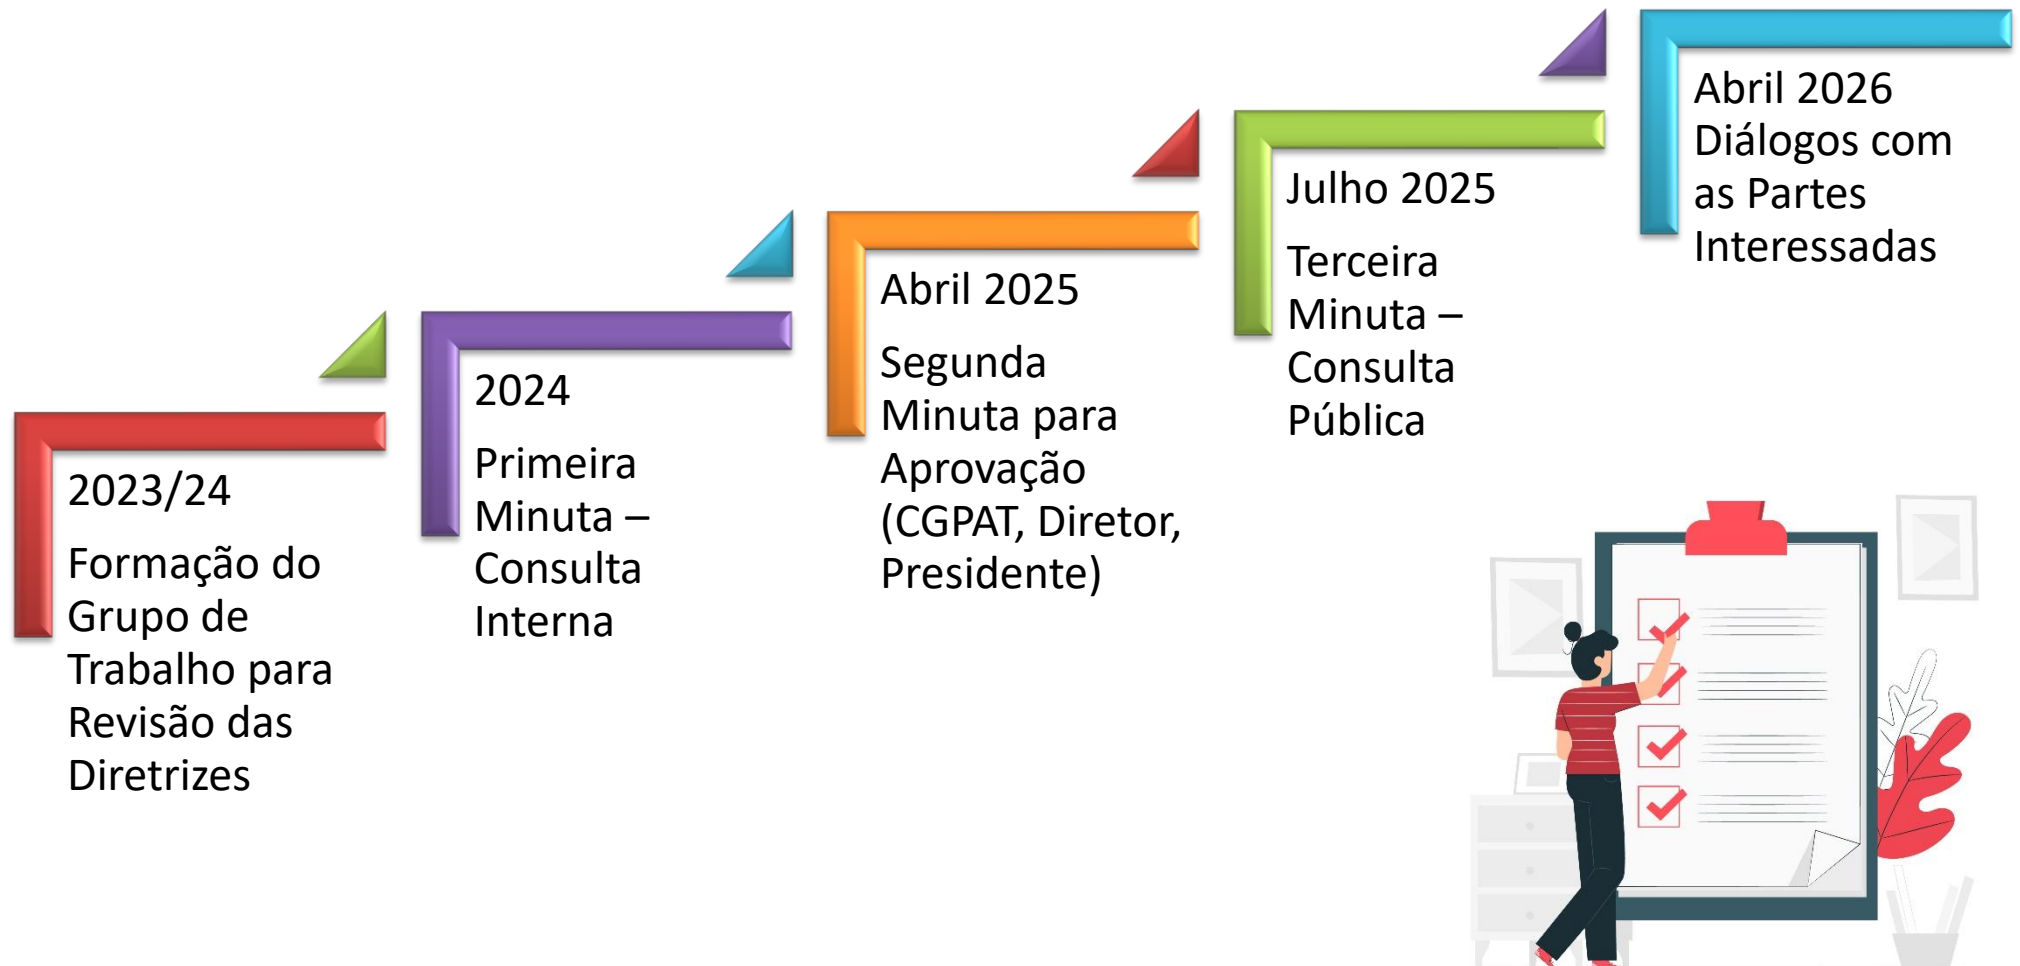 2023/24
Formação do
Grupo de
Trabalho para
Revisão das
Diretrizes
2024
Primeira
Minuta –
Consulta
Interna
Abril 2025
Segunda
Minuta para
Aprovação
(CGPAT, Diretor,
Presidente)
Julho 2025
Terceira
Minuta –
Consulta
Pública
Abril 2026
Diálogos com
as Partes
Interessadas